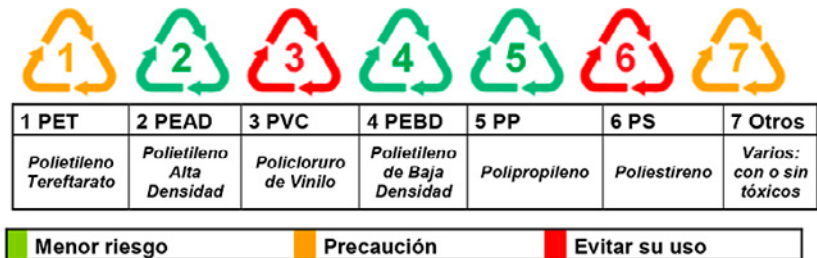 1 2 3 4 5 6 7
1 PET 2 PEAD 3 PVC 4 PEBD 5 PP 6 PS 7 Otros
Polietileno
Tereftarato
Polietileno
Alta
Densidad
Policloruro
de Vinilo
Polietileno
de Baja
Densidad
Polipropileno
Poliestireno
Varios:
con o sin
tóxicos
Menor riesgo Precaución Evitar su uso